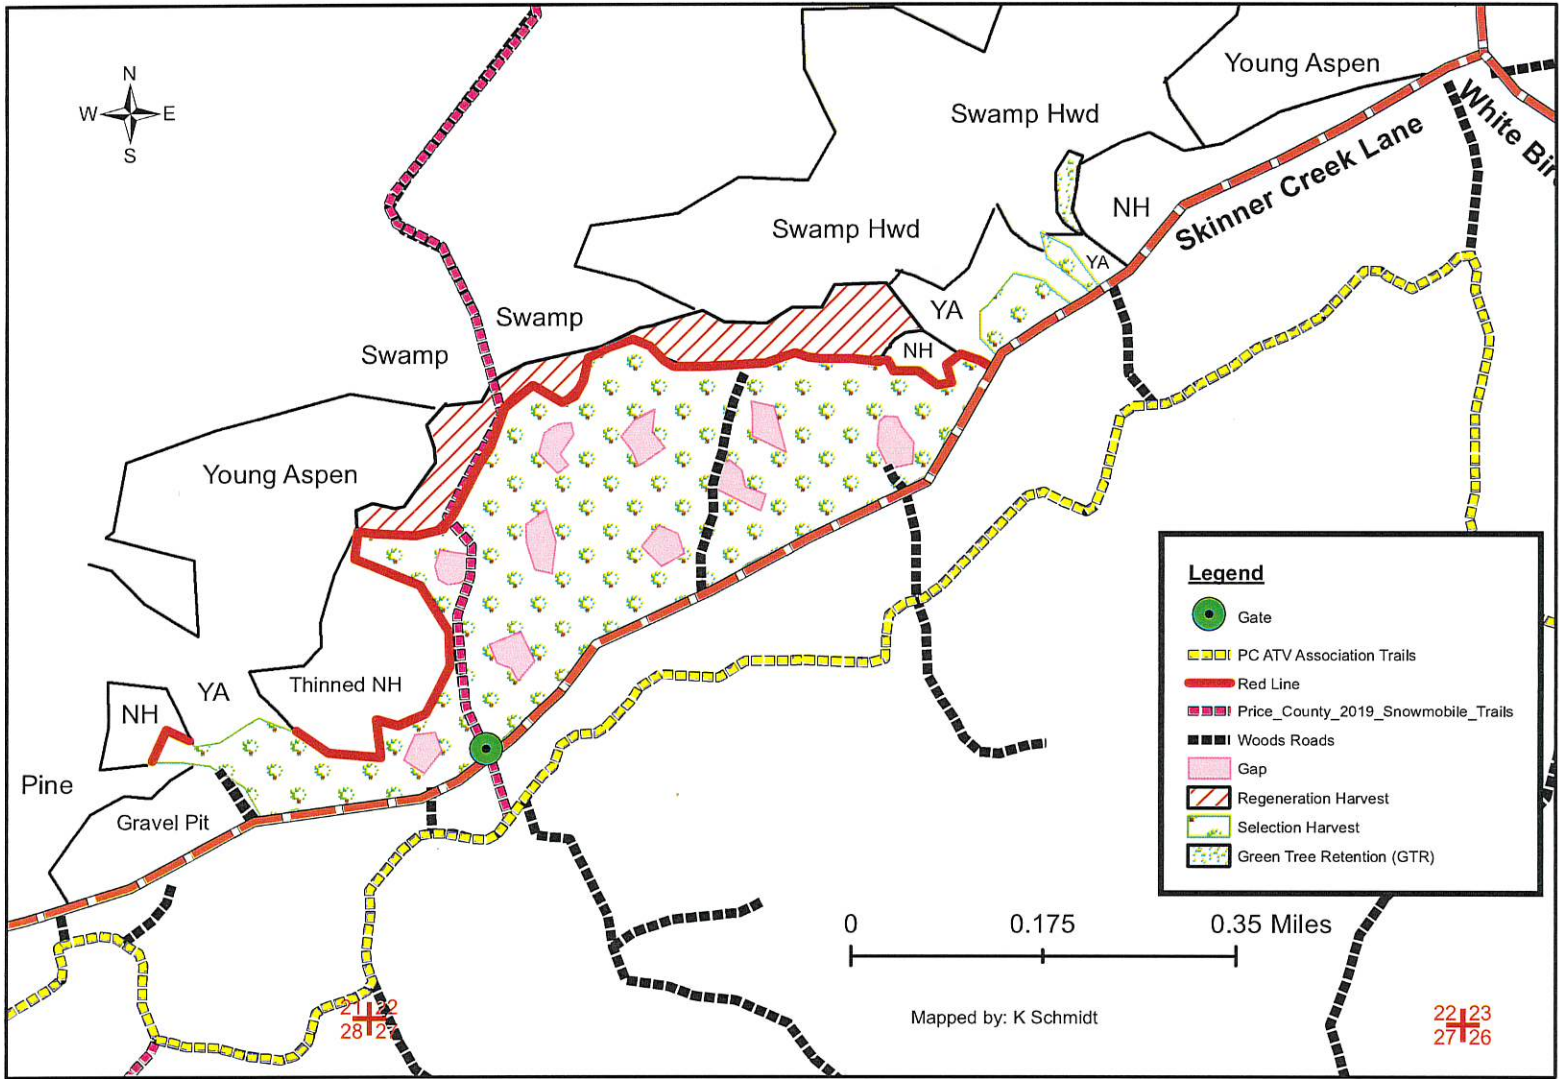 Young Aspen
N
W E
S
Swamp Hwd
White Bir
Skinner Creek Lane
NH
Swamp Hwd
YA
YA
Swamp
NH
Swamp
Young Aspen
Thinned NH
YA
NH
Pine
Gravel Pit
Legend
Gate
PC ATV Association Trails
Red Line
Price_County_2019_Snowmobile_Trails
Woods Roads
Gap
Regeneration Harvest
Selection Harvest
Green Tree Retention (GTR)
0 0.175 0.35 Miles
Mapped by: K Schmidt
21 22
28 27
22 23
27 26